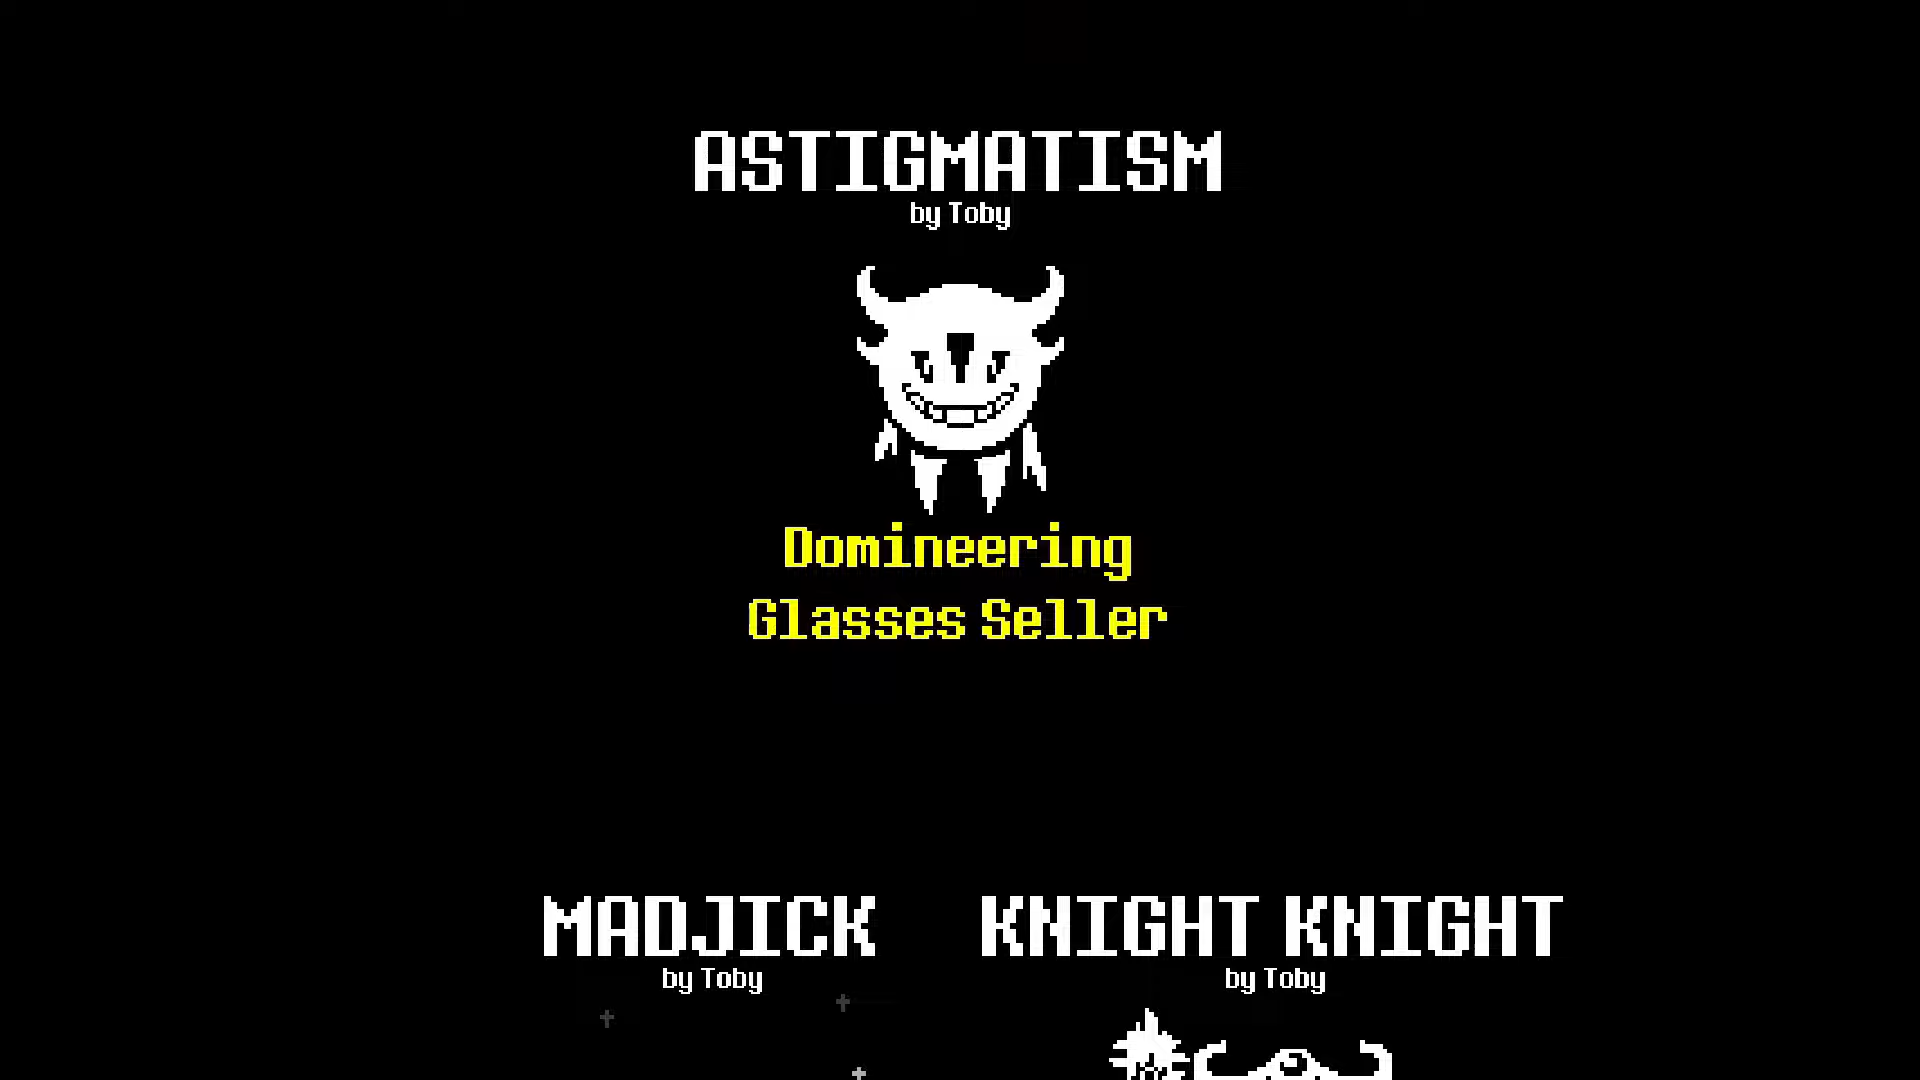 ASTIGMATISM
by Toby
Domineering
Glasses Seller
MADJICK
by Toby
KNIGHT KNIGHT
by Toby